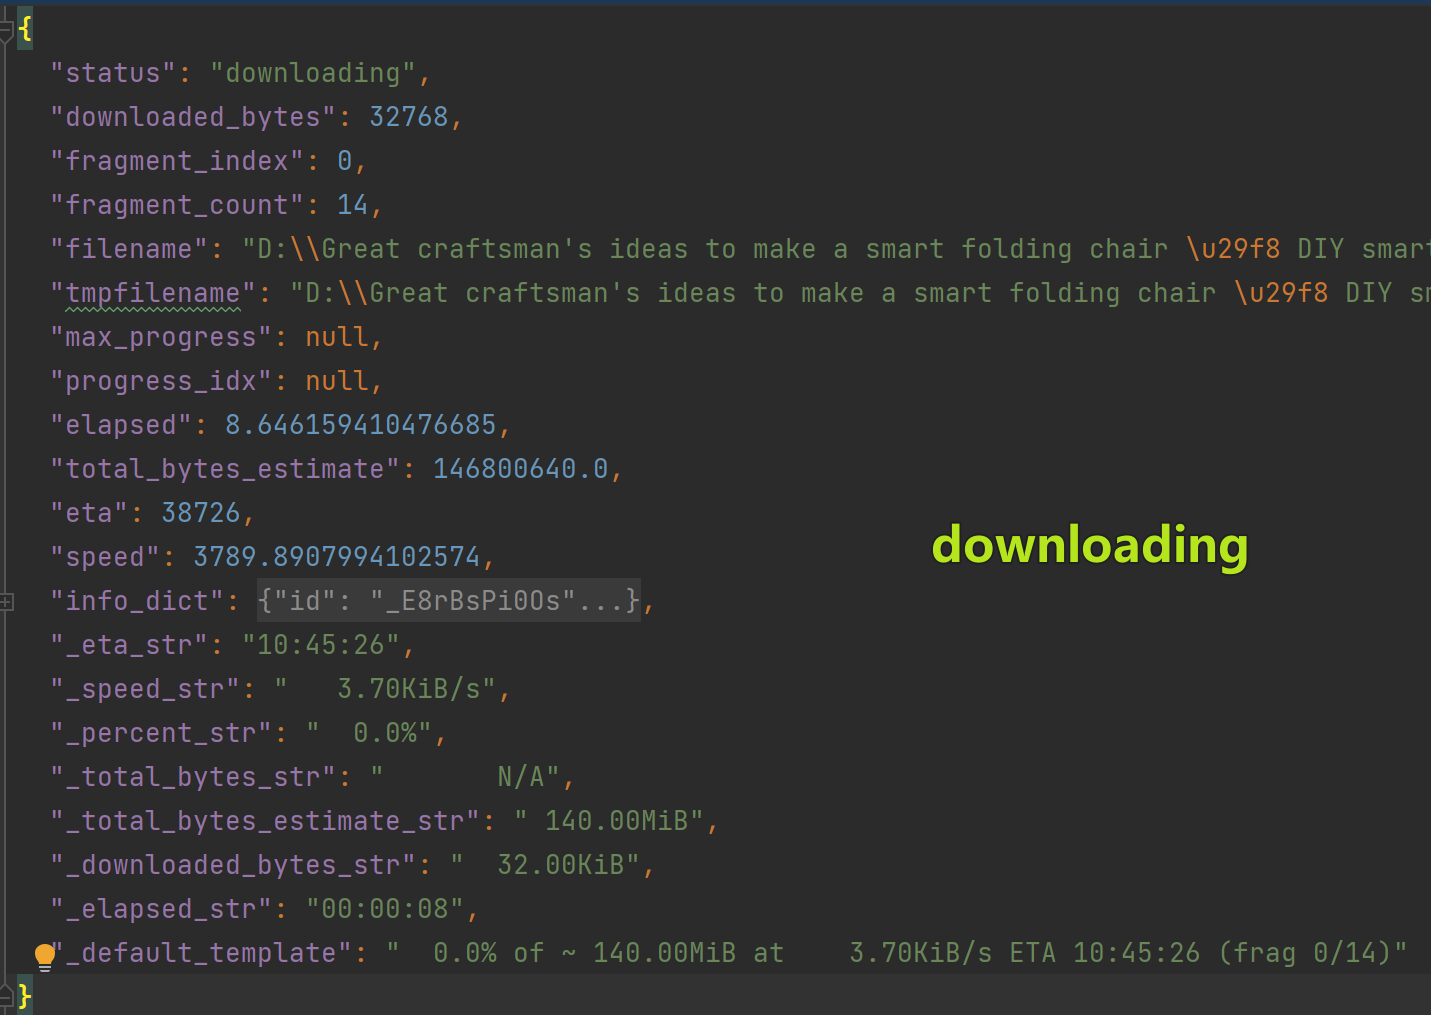 {
"status": "downloading",
"downloaded_bytes": 32768,
"fragment_index": 0,
"fragment_count": 14,
"filename": "D:\\Great craftsman's ideas to make a smart folding chair \u29f8 DIY smart
"tmpfilename": "D:\\Great craftsman's ideas to make a smart folding chair \u29f8 DIY sm
"max_progress": null,
"progress_idx": null,
"elapsed": 8.646159410476685,
"total_bytes_estimate": 146800640.0,
"eta": 38726,
"speed": 3789.8907994102574,
downloading
"info_dict": {"id": "_E8rBsPi0Os"...},
"_eta_str": "10:45:26",
"_speed_str": "   3.70KiB/s",
"_percent_str": "  0.0%",
"_total_bytes_str": "       N/A",
"_total_bytes_estimate_str": " 140.00MiB",
"_downloaded_bytes_str": "  32.00KiB",
"_elapsed_str": "00:00:08",
"_default_template": "  0.0% of ~ 140.00MiB at    3.70KiB/s ETA 10:45:26 (frag 0/14)"
}